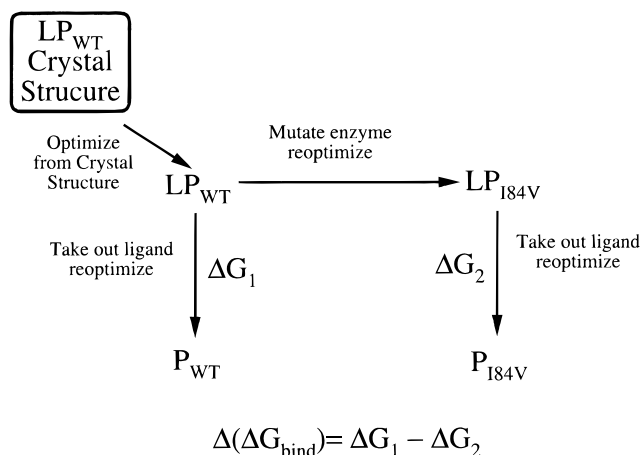 LP_WT
Crystal
Strucure
Optimize
from Crystal
Structure
Mutate enzyme
reoptimize
LP_WT
LP_I84V
Take out ligand
reoptimize
ΔG_1
ΔG_2
Take out ligand
reoptimize
P_WT
P_I84V
Δ(ΔG_bind)= ΔG_1 − ΔG_2